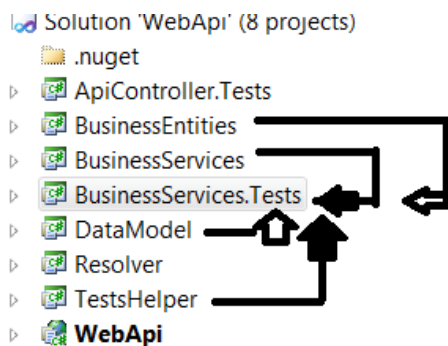 Solution 'WebApi' (8 projects)
.nuget
ApiController.Tests
BusinessEntities
BusinessServices
BusinessServices.Tests
DataModel
Resolver
TestsHelper
WebApi